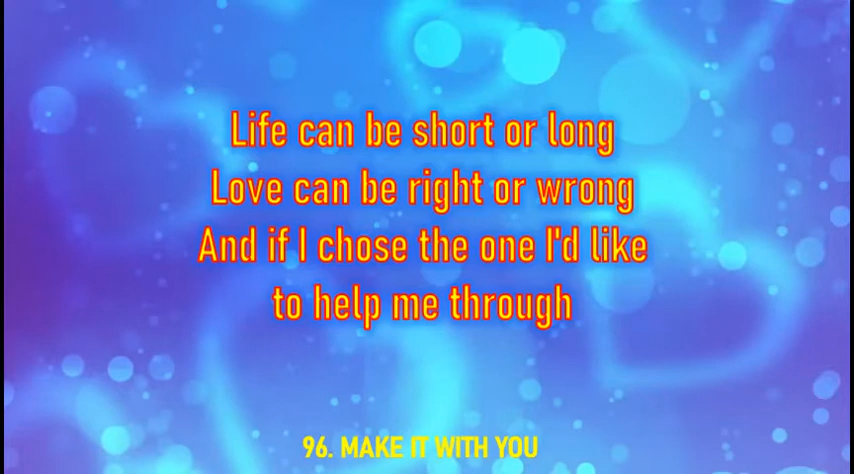 Life can be short or long
Love can be right or wrong
And if I chose the one I'd like
to help me through
96. MAKE IT WITH YOU